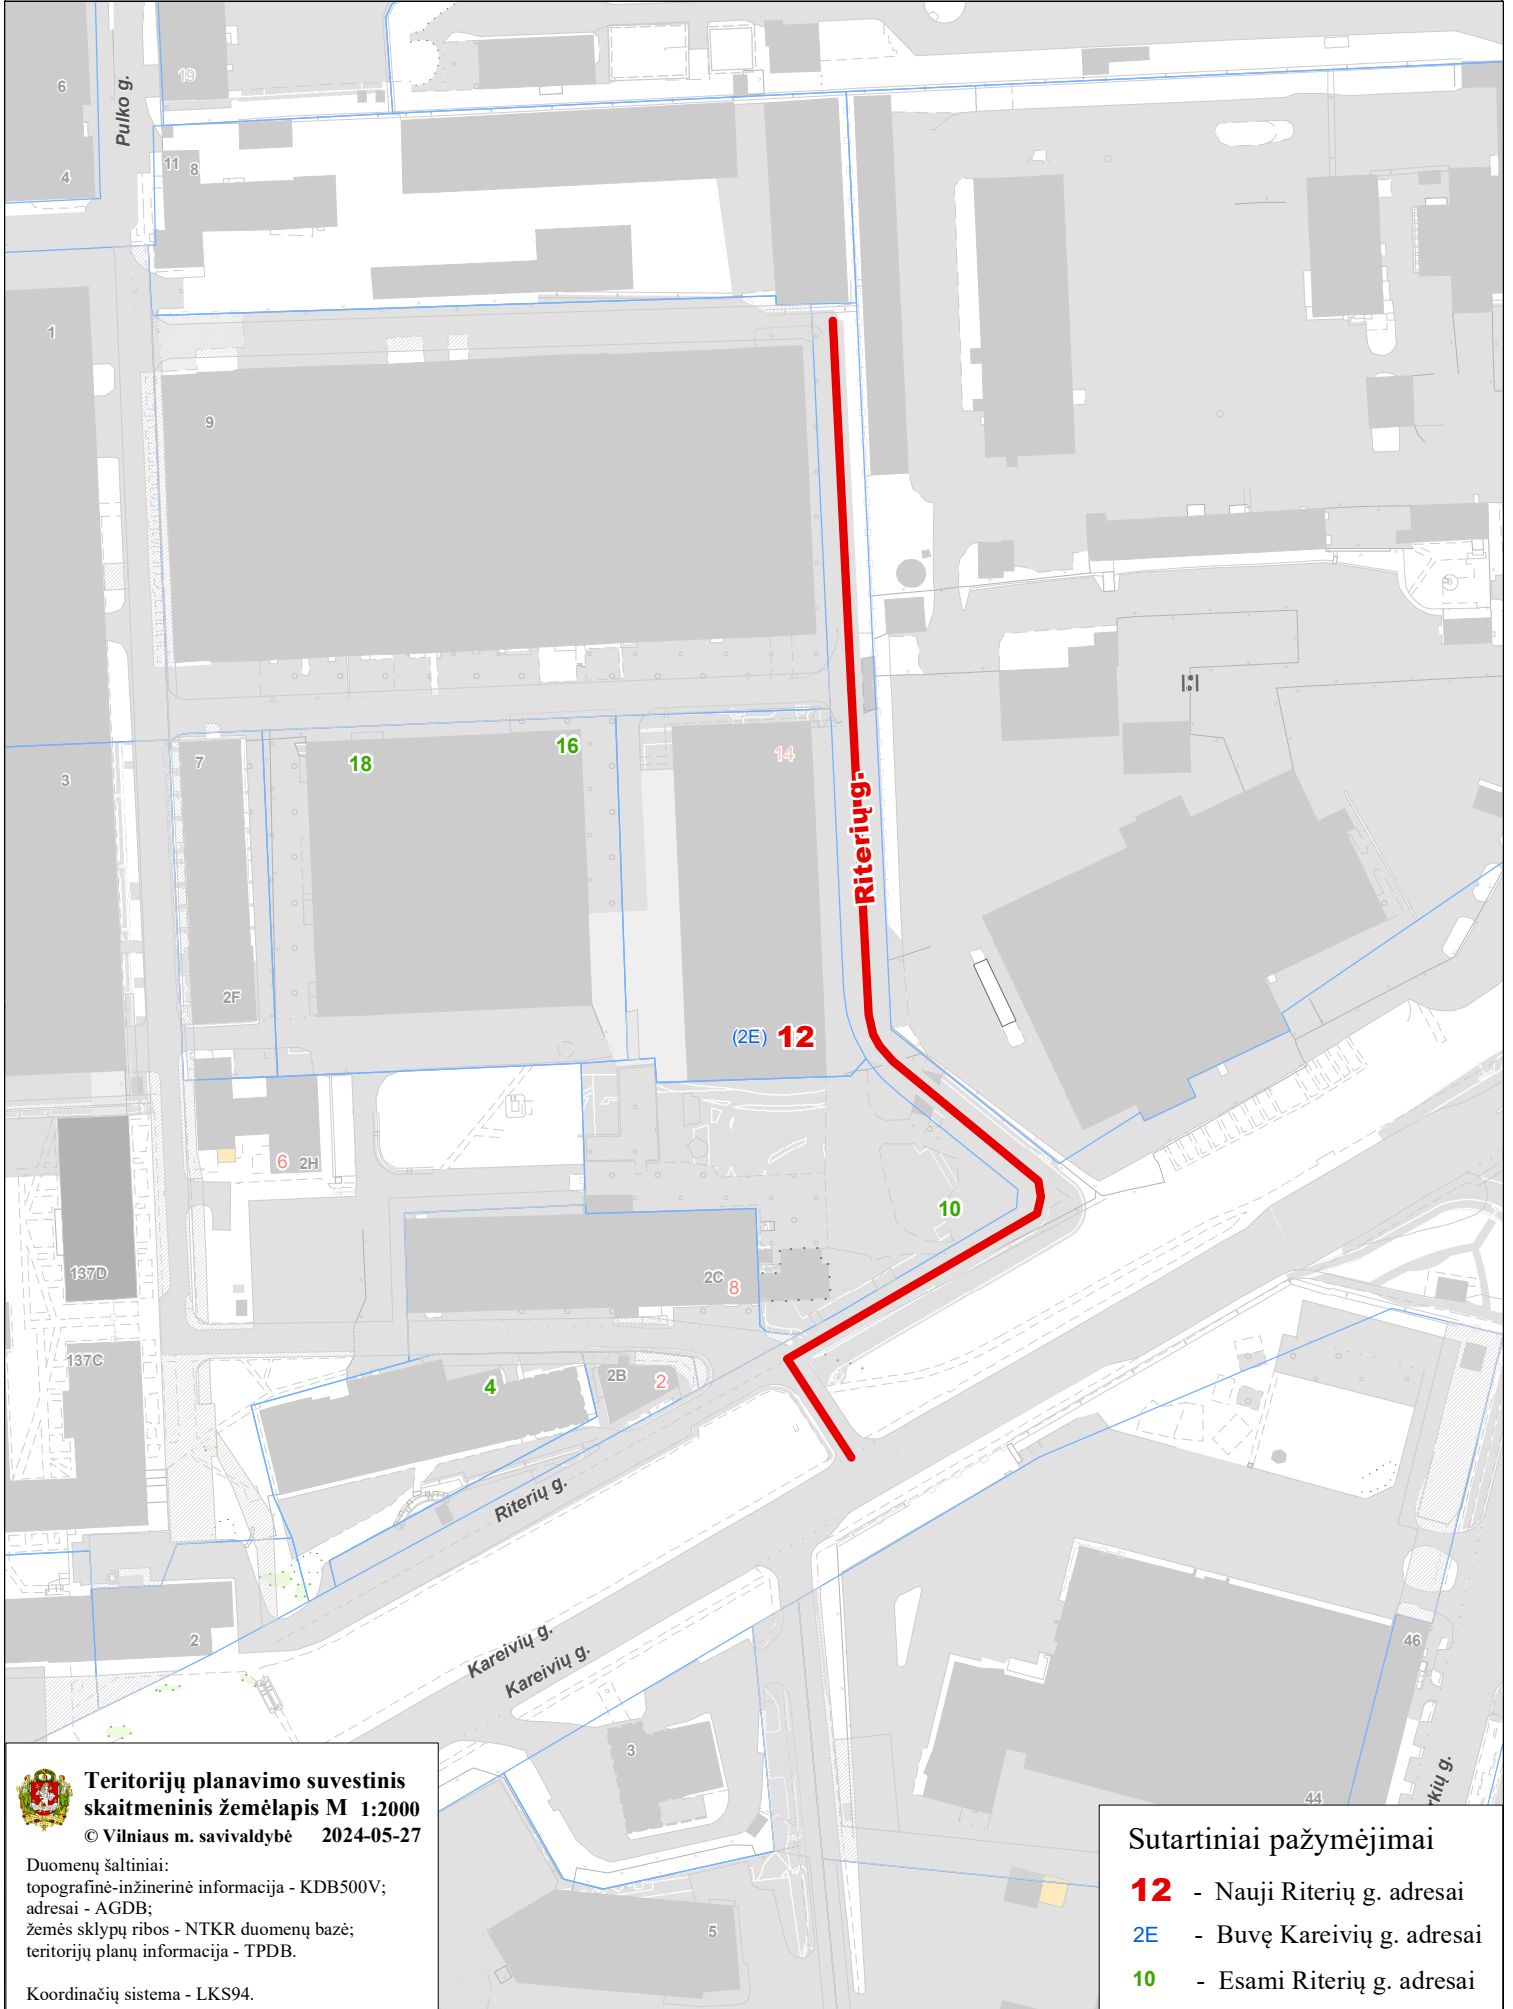 6
Pulko g.
19
4
11
8
1
9
3
7
18
16
14
Riterių g.
2F
(2E) 12
6
2H
10
137D
2C
8
137C
4
2B
2
Riterių g.
2
Kareivių g.
Kareivių g.
46
3
44
rkių g.
5
Teritorijų planavimo suvestinis
skaitmeninis žemėlapis M 1:2000
© Vilniaus m. savivaldybė 2024-05-27
Duomenų šaltiniai:
topografinė-inžinerinė informacija - KDB500V;
adresai - AGDB;
žemės sklypų ribos - NTKR duomenų bazė;
teritorijų planų informacija - TPDB.
Koordinačių sistema - LKS94.
Sutartiniai pažymėjimai
12 - Nauji Riterių g. adresai
2E - Buvę Kareivių g. adresai
10 - Esami Riterių g. adresai